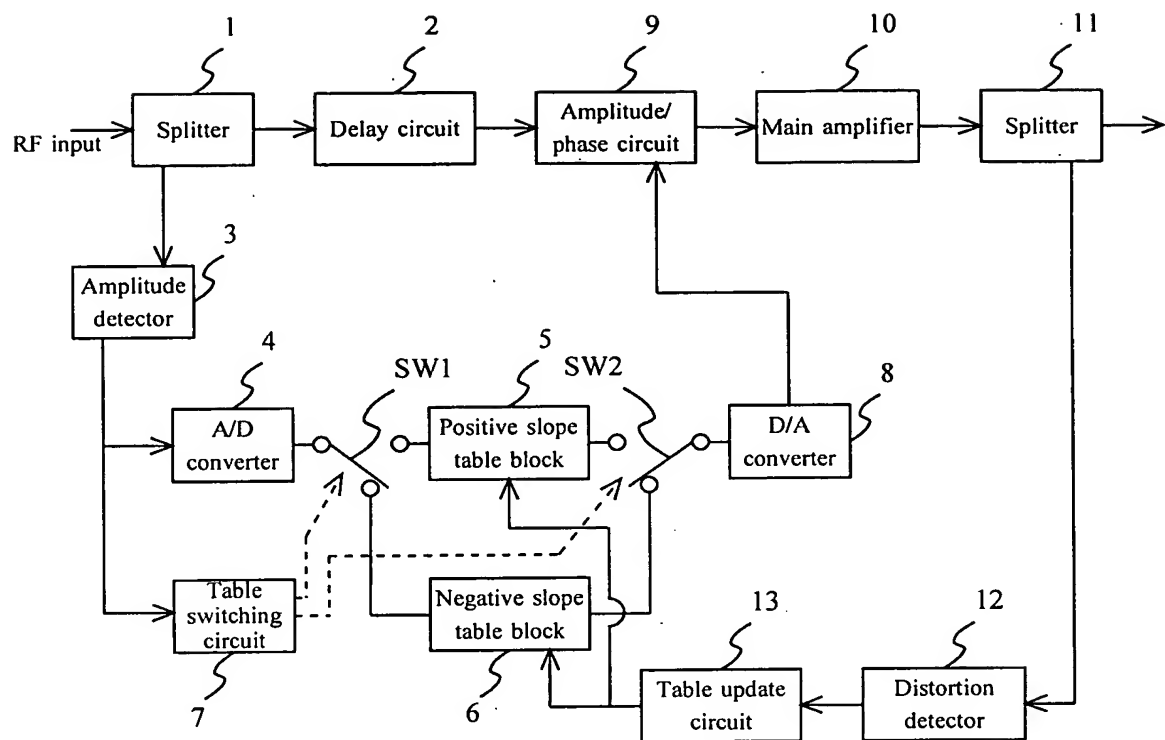 1
2
9
10
11
RF input
Splitter
Delay circuit
Amplitude/
phase circuit
Main amplifier
Splitter
3
Amplitude
detector
4
SW1
5
SW2
8
A/D
converter
Positive slope
table block
D/A
converter
Table
switching
circuit
7
Negative slope
table block
6
13
12
Table update
circuit
Distortion
detector